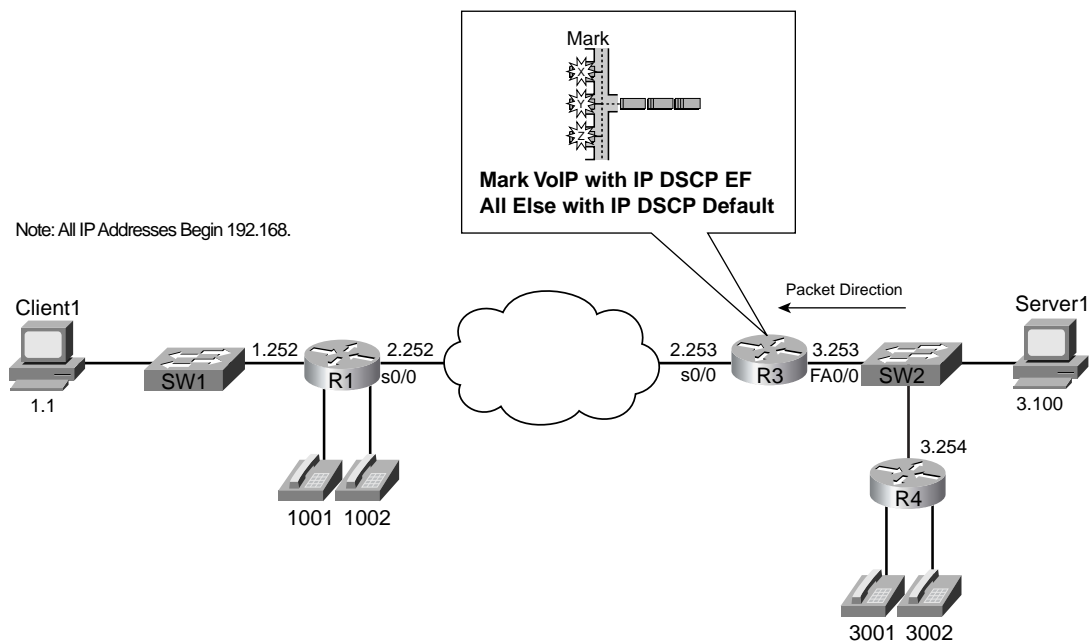 Mark
X
Y
Z
Mark VoIP with IP DSCP EF
All Else with IP DSCP Default
Note: All IP Addresses Begin 192.168.
Packet Direction
Client1
Server1
1.252
2.252
2.253
3.253
SW1
R1
s0/0
s0/0
R3
FA0/0
SW2
1.1
3.100
3.254
R4
1001
1002
3001
3002